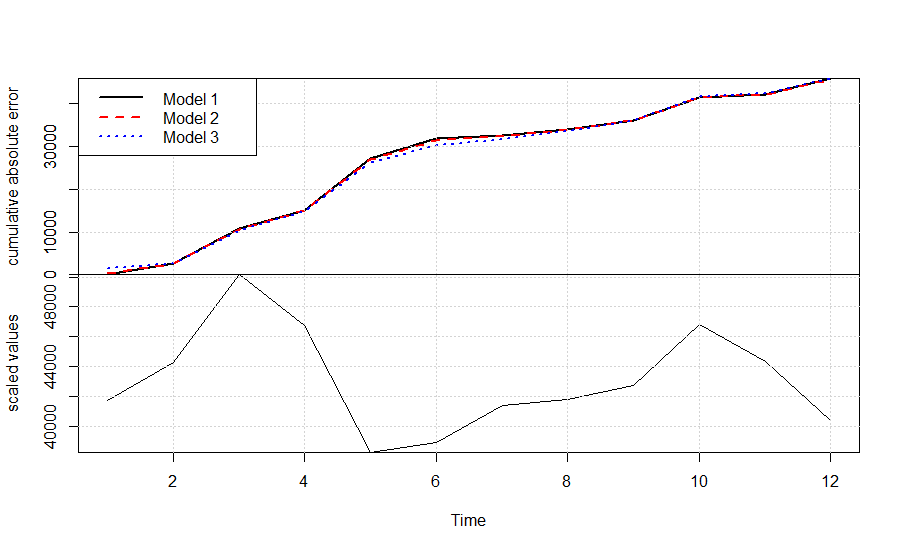 cumulative absolute error
30000
10000
0
Model 1
Model 2
Model 3
scaled values
48000
44000
40000
2 4 6 8 10 12
Time